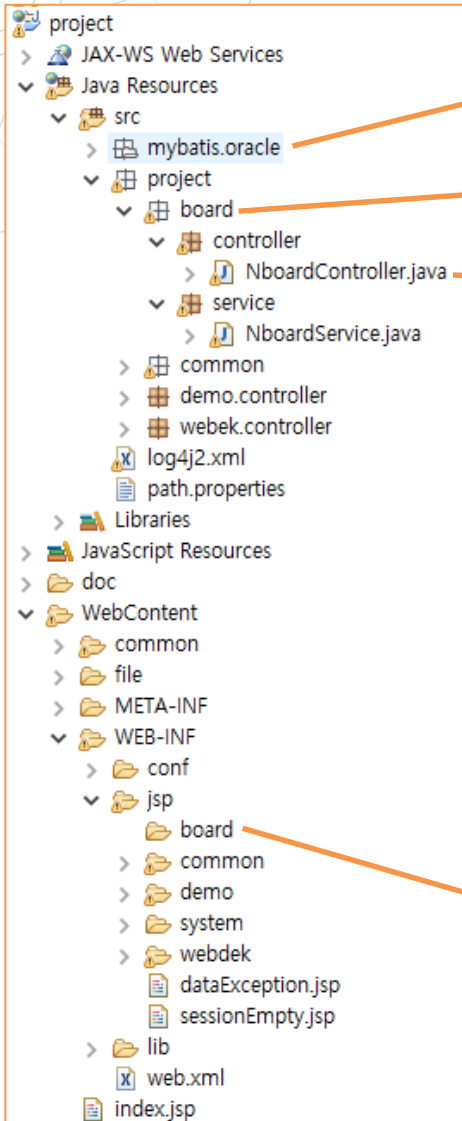 project
JAX-WS Web Services
Java Resources
src
mybatis.oracle
project
board
controller
NboardController.java
service
NboardService.java
common
demo.controller
webek.controller
log4j2.xml
path.properties
Libraries
JavaScript Resources
doc
WebContent
common
file
META-INF
WEB-INF
conf
jsp
board
common
demo
system
webdek
dataException.jsp
sessionEmpty.jsp
lib
web.xml
index.jsp